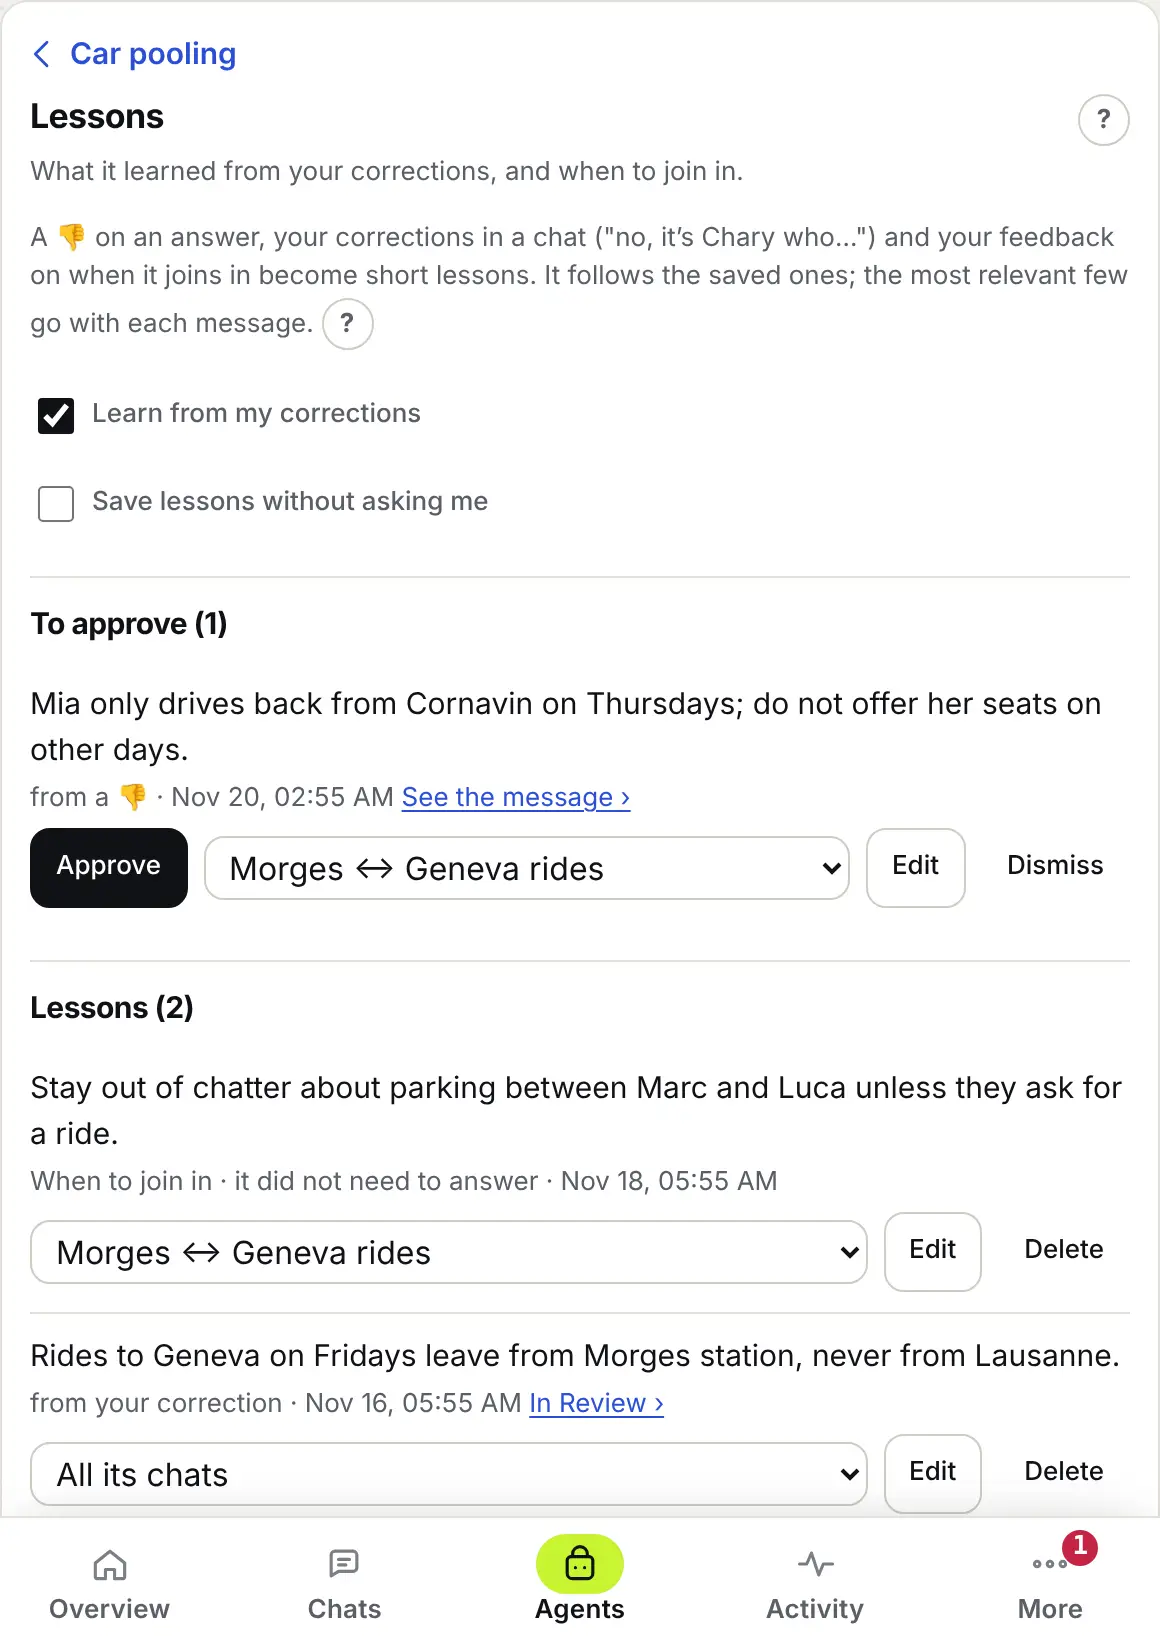 Car pooling
Lessons
?
What it learned from your corrections, and when to join in.
A 👎 on an answer, your corrections in a chat ("no, it’s Chary who...") and your feedback
on when it joins in become short lessons. It follows the saved ones; the most relevant few
go with each message. ?
Learn from my corrections
Save lessons without asking me
To approve (1)
Mia only drives back from Cornavin on Thursdays; do not offer her seats on
other days.
from a 👎 · Nov 20, 02:55 AM See the message ›
Approve Morges ↔ Geneva rides Edit Dismiss
Lessons (2)
Stay out of chatter about parking between Marc and Luca unless they ask for
a ride.
When to join in · it did not need to answer · Nov 18, 05:55 AM
Morges ↔ Geneva rides Edit Delete
Rides to Geneva on Fridays leave from Morges station, never from Lausanne.
from your correction · Nov 16, 05:55 AM In Review ›
All its chats Edit Delete
1
Overview Chats Agents Activity More